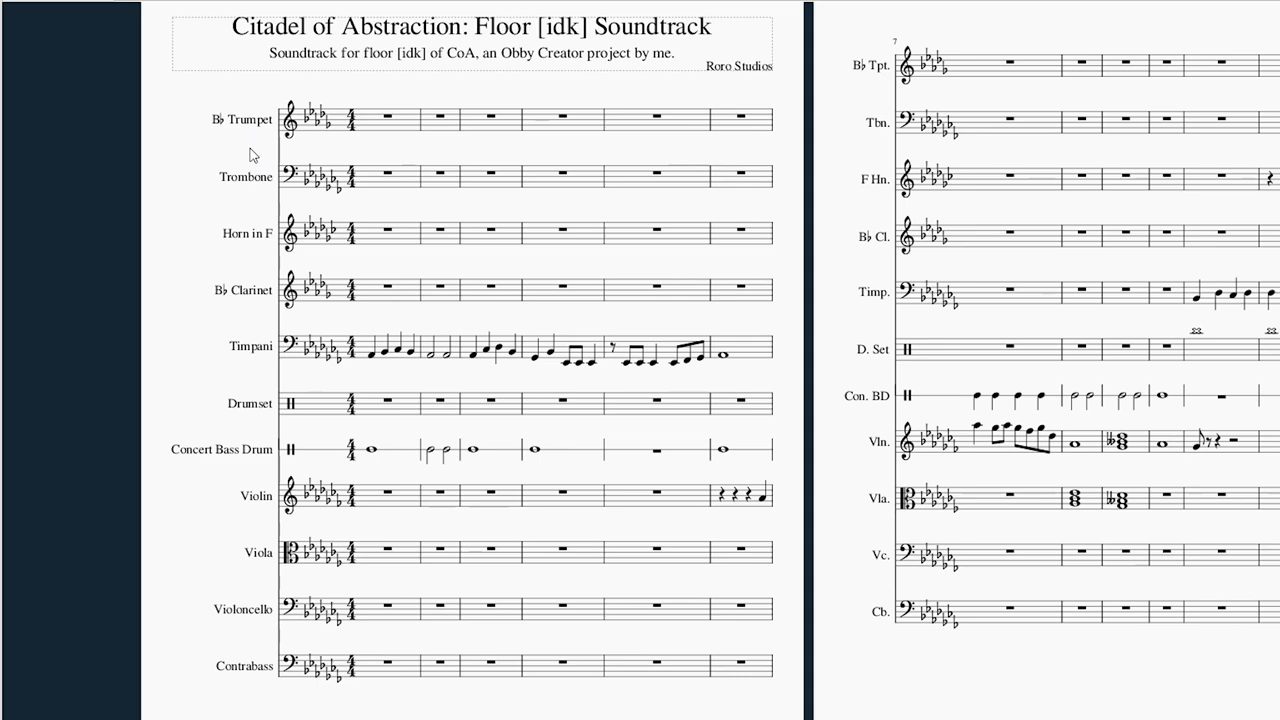 Citadel of Abstraction: Floor [idk] Soundtrack
Soundtrack for floor [idk] of CoA, an Obby Creator project by me.
Roro Studios
B♭ Trumpet
Trombone
Horn in F
B♭ Clarinet
Timpani
Drumset
Concert Bass Drum
Violin
Viola
Violoncello
Contrabass
7
B♭ Tpt.
Tbn.
F Hn.
B♭ Cl.
Timp.
D. Set
Con. BD
Vln.
Vla.
Vc.
Cb.